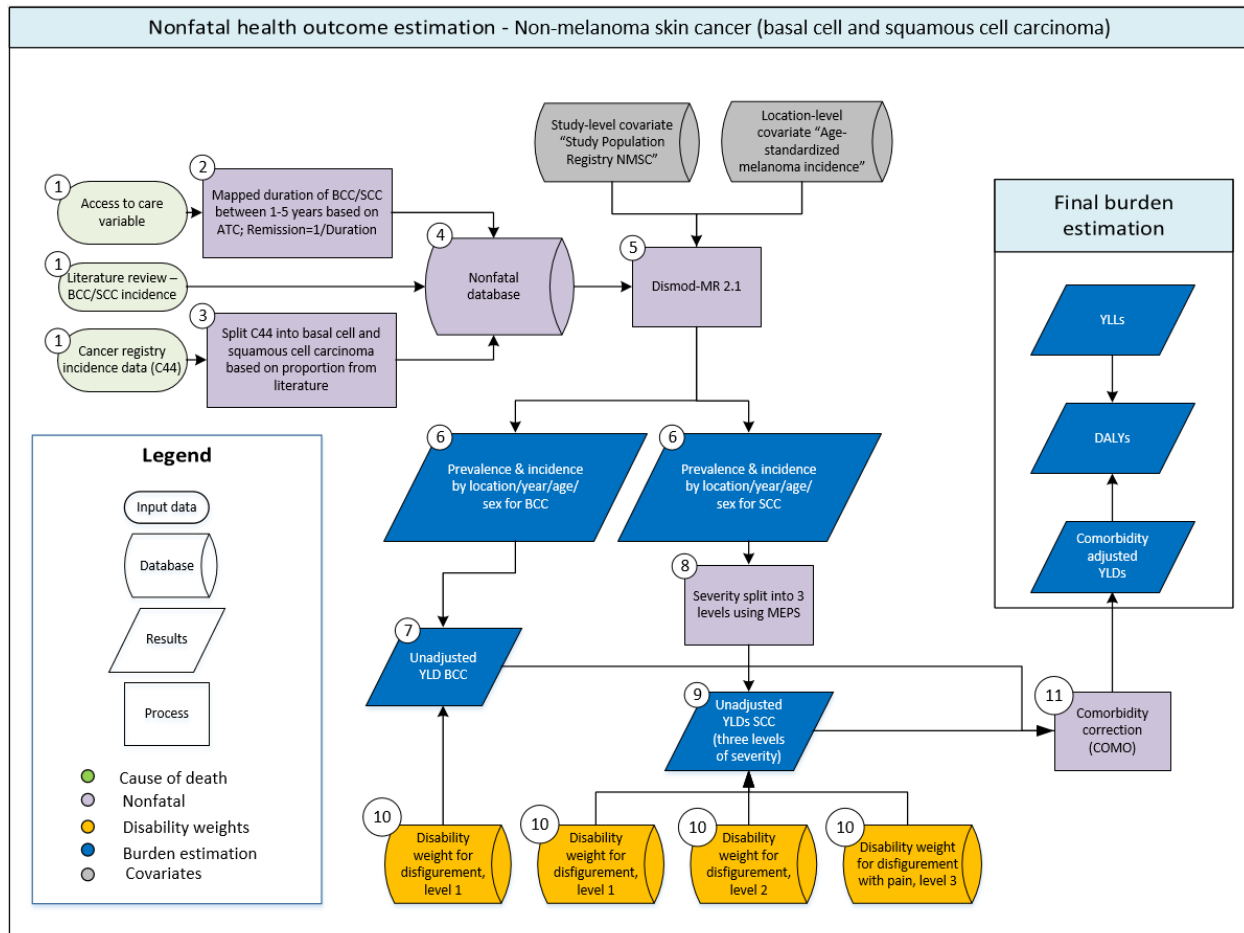 Nonfatal health outcome estimation - Non-melanoma skin cancer (basal cell and squamous cell carcinoma)
Study-level covariate
“Study Population
Registry NMSC”
Location-level
covariate “Age-
standardized
melanoma incidence”
1
Access to care
variable
2
Mapped duration of BCC/SCC
between 1-5 years based on
ATC; Remission=1/Duration
1
Literature review –
BCC/SCC incidence
1
Cancer registry
incidence data (C44)
3
Split C44 into basal cell and
squamous cell carcinoma
based on proportion from
literature
4
Nonfatal
database
5
Dismod-MR 2.1
6
Prevalence & incidence
by location/year/age/
sex for BCC
6
Prevalence & incidence
by location/year/age/
sex for SCC
8
Severity split into 3
levels using MEPS
7
Unadjusted
YLD BCC
9
Unadjusted
YLDs SCC
(three levels
of severity)
10
Disability
weight for
disfigurement,
level 1
10
Disability
weight for
disfigurement,
level 1
10
Disability
weight for
disfigurement,
level 2
10
Disability weight
for disfigurement
with pain, level 3
11
Comorbidity
correction
(COMO)
Final burden
estimation
YLLs
DALYs
Comorbidity
adjusted
YLDs
Legend
Input data
Database
Results
Process
Cause of death
Nonfatal
Disability weights
Burden estimation
Covariates